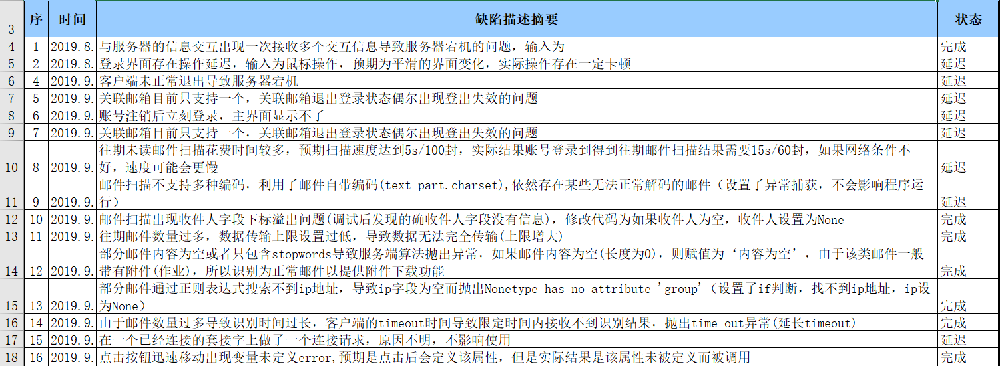 3 序 时间 缺陷描述摘要 状态
4 1 2019.8. 与服务器的信息交互出现一次接收多个交互信息导致服务器宕机的问题，输入为 完成
5 2 2019.8. 登录界面存在操作延迟，输入为鼠标操作，预期为平滑的界面变化，实际操作存在一定卡顿 延迟
6 4 2019.9. 客户端未正常退出导致服务器宕机 延迟
7 5 2019.9. 关联邮箱目前只支持一个，关联邮箱退出登录状态偶尔出现登出失效的问题 延迟
8 6 2019.9. 账号注销后立刻登录，主界面显示不了 延迟
9 7 2019.9. 关联邮箱目前只支持一个，关联邮箱退出登录状态偶尔出现登出失效的问题 延迟
往期未读邮件扫描花费时间较多，预期扫描速度达到5s/100封，实际结果账号登录到得到往期邮件扫描结果需要15s/60封，如果网络条件不
10 8 2019.9. 好，速度可能会更慢 延迟
邮件扫描不支持多种编码，利用了邮件自带编码(text_part.charset),依然存在某些无法正常解码的邮件（设置了异常捕获，不会影响程序运
11 9 2019.9. 行） 延迟
12 10 2019.9. 邮件扫描出现收件人字段下标溢出问题(调试后发现的确收件人字段没有信息)，修改代码为如果收件人为空，收件人设置为None 完成
13 11 2019.9. 往期邮件数量过多，数据传输上限设置过低，导致数据无法完全传输(上限增大) 完成
部分邮件内容为空或者只包含stopwords导致服务端算法抛出异常，如果邮件内容为空(长度为0)，则赋值为‘内容为空’，由于该类邮件一般
14 12 2019.9. 带有附件(作业)，所以识别为正常邮件以提供附件下载功能 完成
部分邮件通过正则表达式搜索不到ip地址，导致ip字段为空而抛出Nonetype has no attribute 'group'（设置了if判断，找不到ip地址，ip设
15 13 2019.9. 为None） 完成
16 14 2019.9. 由于邮件数量过多导致识别时间过长，客户端的timeout时间导致限定时间内接收不到识别结果，抛出time out异常(延长timeout) 完成
17 15 2019.9. 在一个已经连接的套接字上做了一个连接请求，原因不明，不影响使用 延迟
18 16 2019.9. 点击按钮迅速移动出现变量未定义error,预期是点击后会定义该属性，但是实际结果是该属性未被定义而被调用 完成